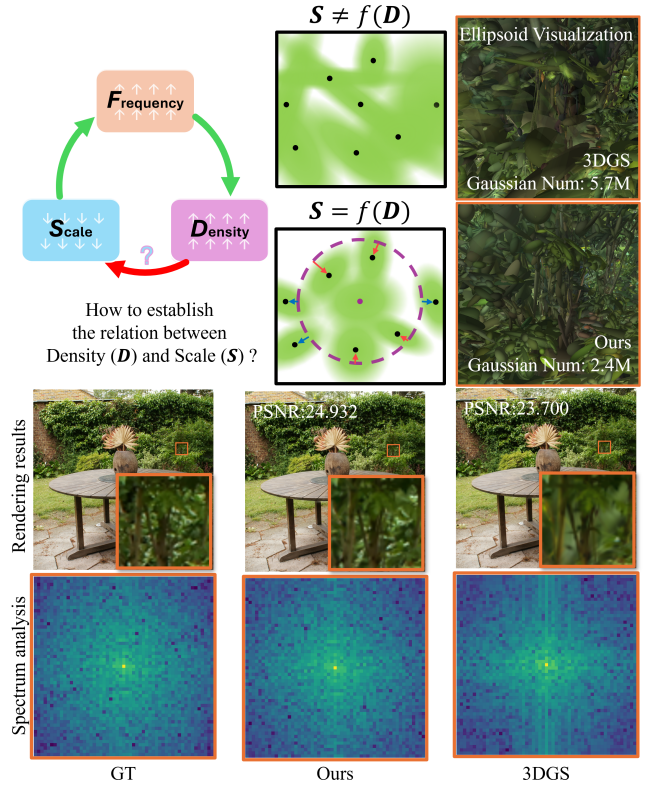 S ≠ f(D)
Ellipsoid Visualization
Frequency
3DGS
Gaussian Num: 5.7M
Scale
Density
?
S = f(D)
How to establish
the relation between
Density (D) and Scale (S) ?
Ours
Gaussian Num: 2.4M
Rendering results
PSNR:24.932
PSNR:23.700
Spectrum analysis
GT
Ours
3DGS